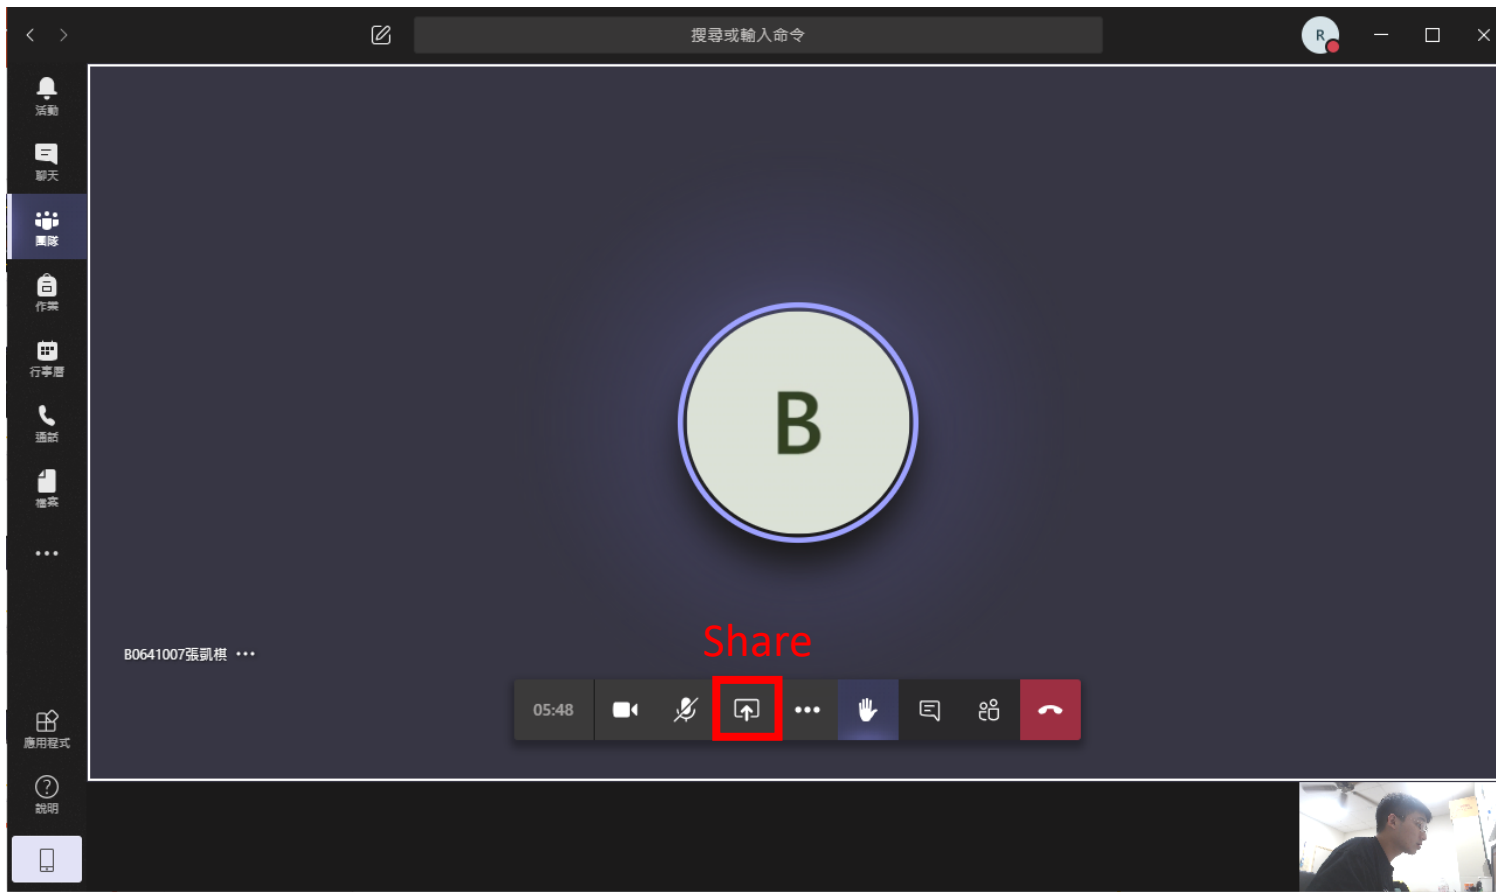 搜尋或輸入命令
R
活動
聊天
團隊
作業
行事曆
通話
檔案
B
Share
B0641007張凱棋 •••
05:48
應用程式
說明